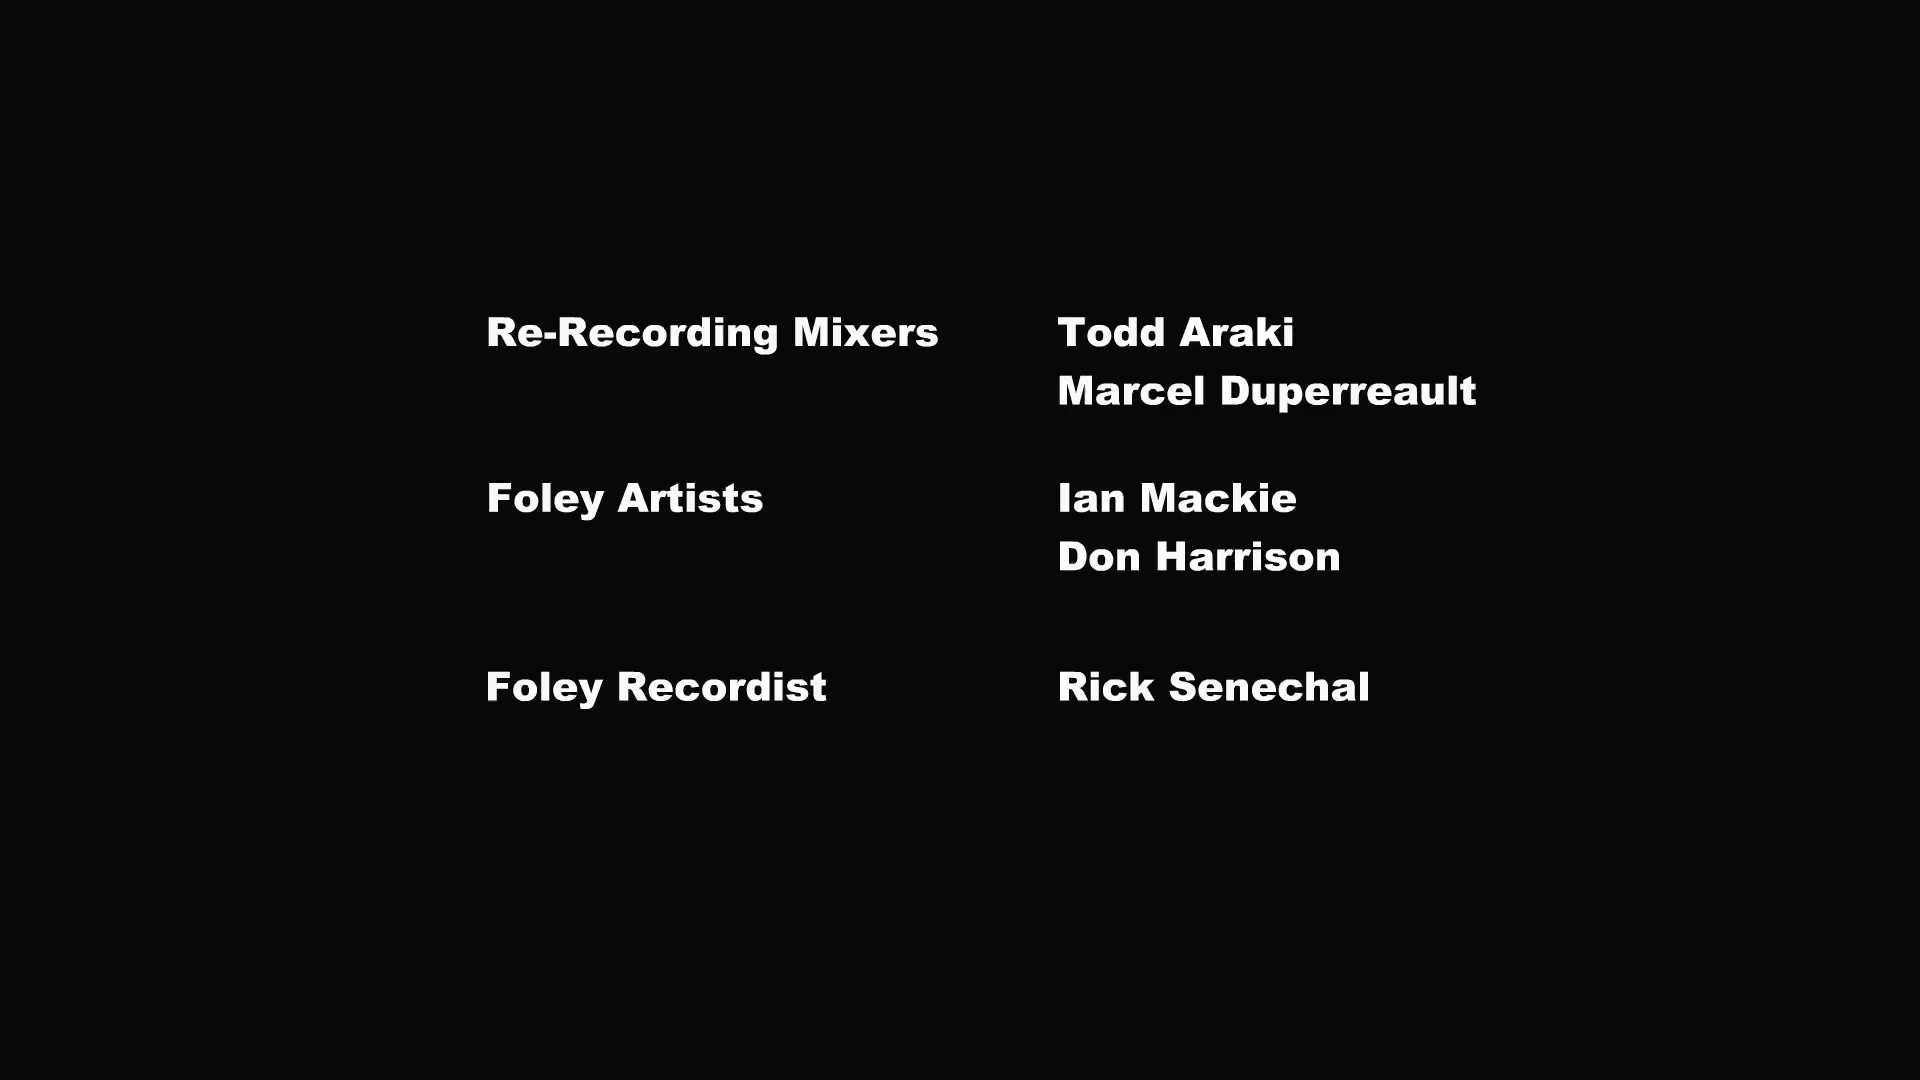 Re-Recording Mixers Todd Araki
Marcel Duperreault
Foley Artists Ian Mackie
Don Harrison
Foley Recordist Rick Senechal